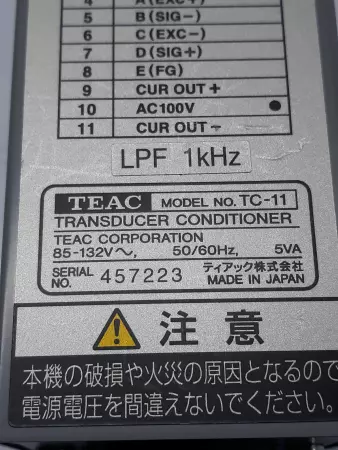 4 A(EXC+)
5 B(SIG−)
6 C(EXC−)
7 D(SIG+)
8 E(FG)
9 CUR OUT +
10 AC100V ●
11 CUR OUT −
LPF 1kHz
TEAC MODEL NO. TC-11
TRANSDUCER CONDITIONER
TEAC CORPORATION
85-132V～, 50/60Hz, 5VA
SERIAL NO. 457223 ティアック株式会社
MADE IN JAPAN
注意
本機の破損や火災の原因となるので
電源電圧を間違えないでください。